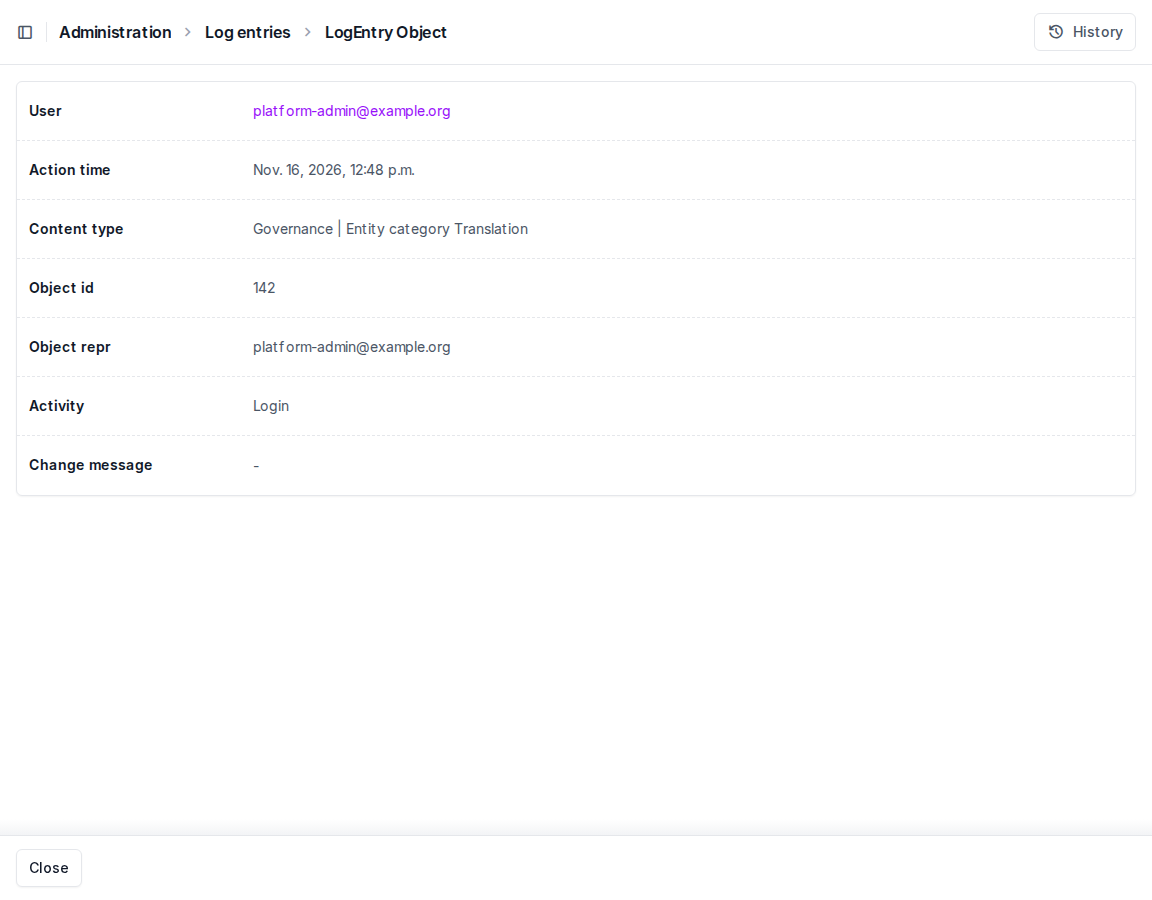 Administration > Log entries > LogEntry Object
History
User platform-admin@example.org
Action time Nov. 16, 2026, 12:48 p.m.
Content type Governance | Entity category Translation
Object id 142
Object repr platform-admin@example.org
Activity Login
Change message -
Close